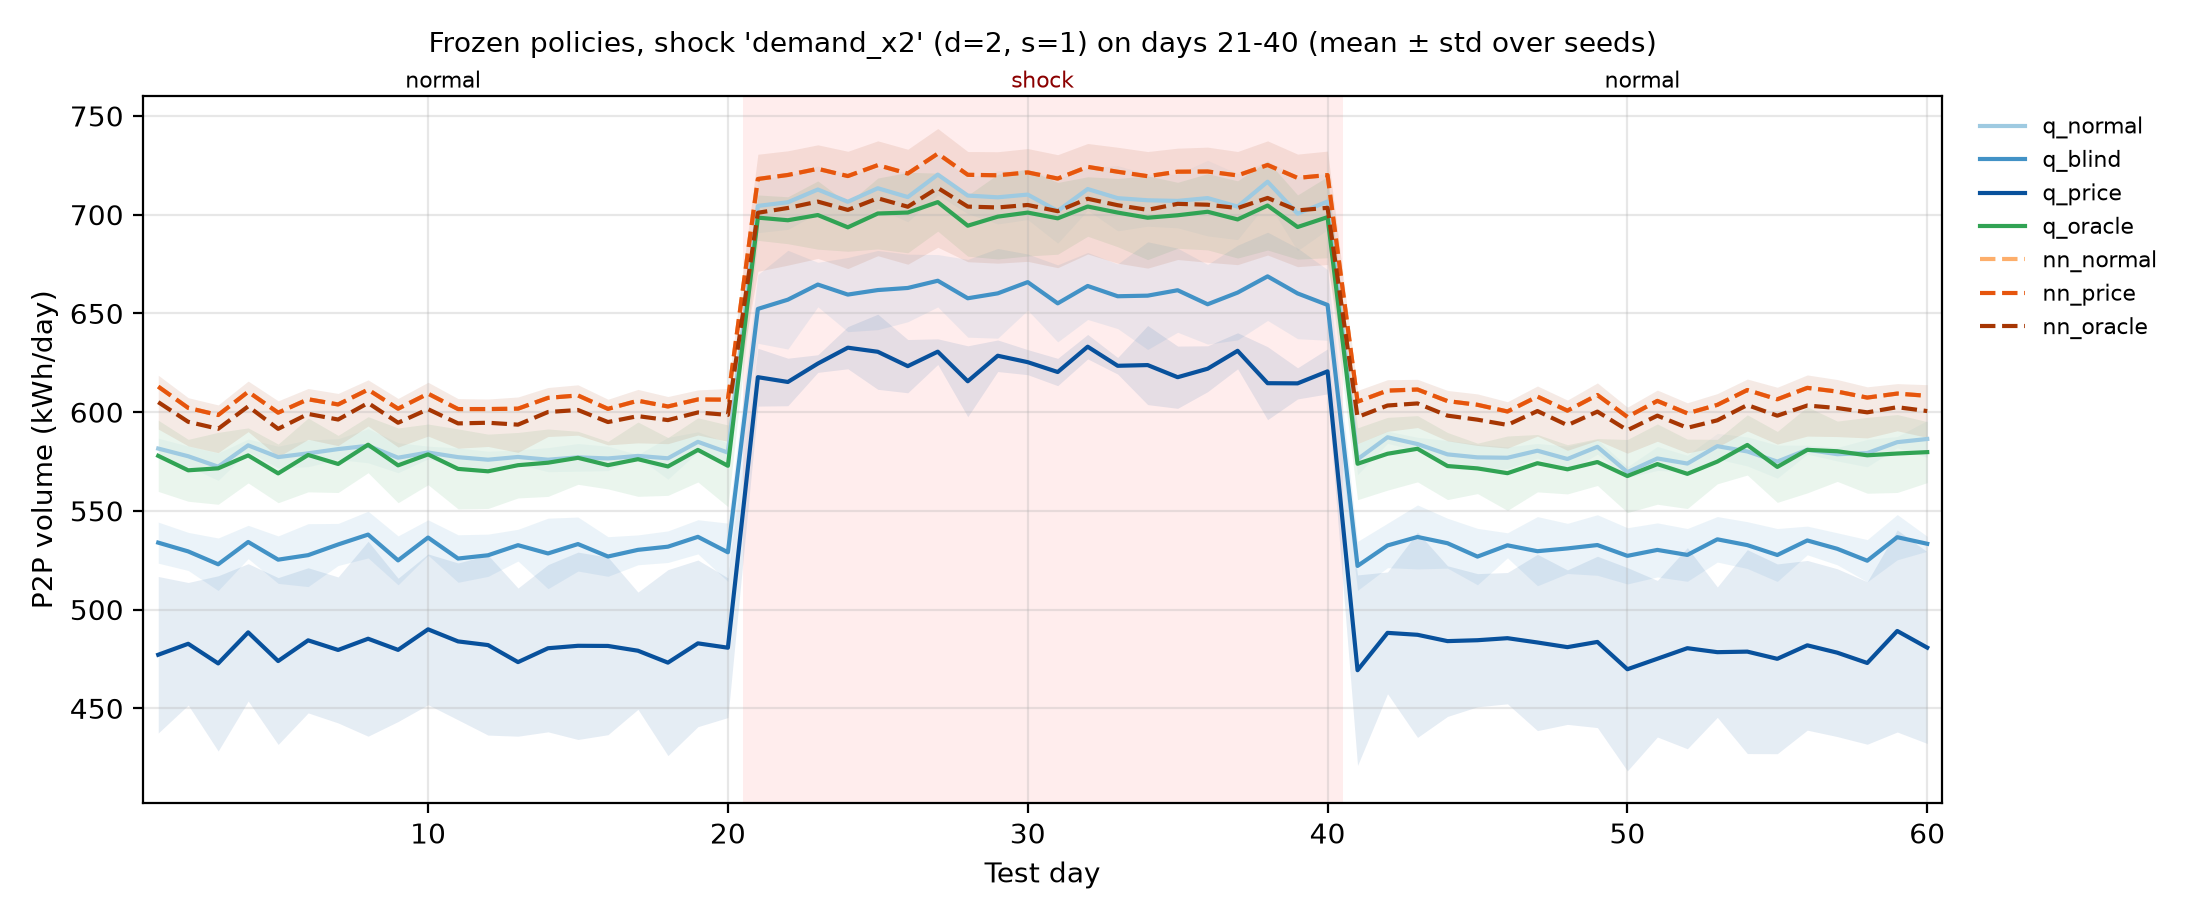 Frozen policies, shock 'demand_x2' (d=2, s=1) on days 21-40 (mean ± std over seeds)
normal shock normal
750
700
650
600
550
500
450
P2P volume (kWh/day)
10 20 30 40 50 60
Test day
q_normal
q_blind
q_price
q_oracle
nn_normal
nn_price
nn_oracle